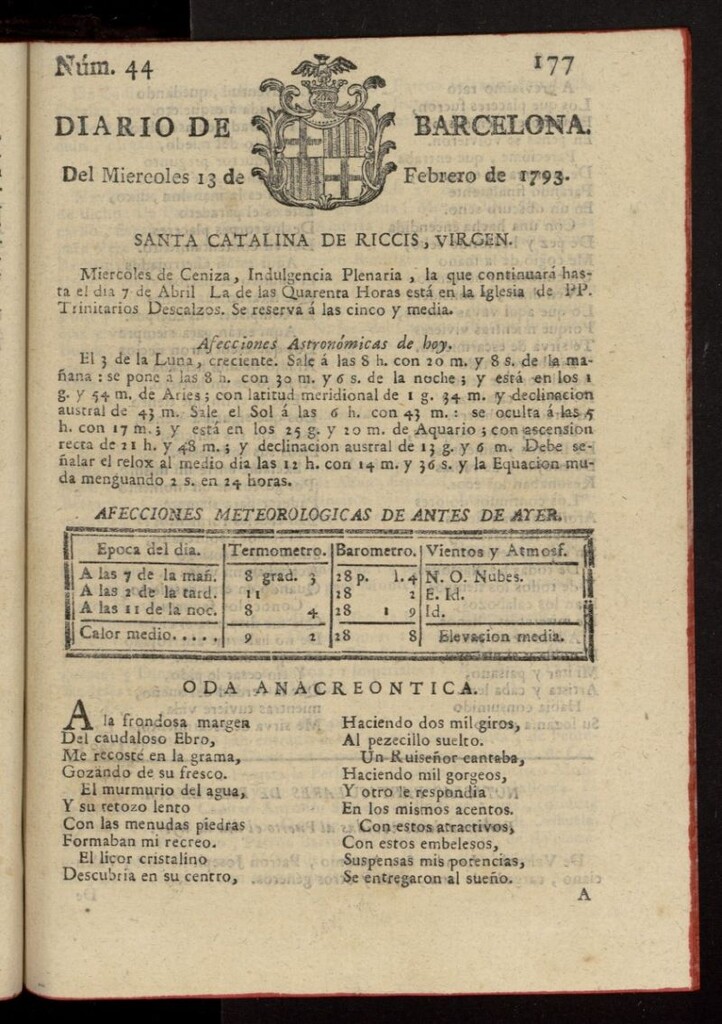 Núm. 44
177
DIARIO DE BARCELONA.
Del Miercoles 13 de Febrero de 1793.
SANTA CATALINA DE RICCIS, VIRGEN.
Miercoles de Ceniza, Indulgencia Plenaria, la que continuará has-
ta el dia 7 de Abril La de las Quarenta Horas está en la Iglesia de PP.
Trinitarios Descalzos. Se reserva á las cinco y media.
Afecciones Astronómicas de hoy.
El 3 de la Luna, creciente. Sale á las 8 h. con 20 m. y 8 s. de la ma-
ñana : se pone á las 8 h. con 30 m. y 6 s. de la noche ; y está en los 1
g. y 54 m. de Aries ; con latitud meridional de 1 g. 34 m. y declinacion
austral de 43 m. Sale el Sol á las 6 h. con 43 m. : se oculta á las 5
h. con 17 m. ; y está en los 25 g. y 20 m. de Aquario ; con ascension
recta de 21 h. y 48 m. ; y declinacion austral de 13 g. y 6 m. Debe se-
ñalar el relox al medio dia las 12 h. con 14 m. y 36 s. y la Equacion mu-
da menguando 2 s. en 24 horas.
AFECCIONES METEOROLOGICAS DE ANTES DE AYER.
Epoca del dia. Termometro. Barometro. Vientos y Atmosf.
A las 7 de la mañ. 8 grad. 3 28 p. l. 4 N. O. Nubes.
A las 2 de la tard. 11 28 2 E. Id.
A las 11 de la noc. 8 4 28 1 9 Id.
Calor medio..... 9 2 28 8 Elevacion media.
ODA ANACREONTICA.
A la frondosa margen
Del caudaloso Ebro,
Me recosté en la grama,
Gozando de su fresco.
El murmurio del agua,
Y su retozo lento
Con las menudas piedras
Formaban mi recreo.
El licor cristalino
Descubria en su centro,
Haciendo dos mil giros,
Al pezecillo suelto.
Un Ruiseñor cantaba,
Haciendo mil gorgeos,
Y otro le respondia
En los mismos acentos.
Con estos atractivos,
Con estos embelesos,
Suspensas mis potencias,
Se entregaron al sueño.
A